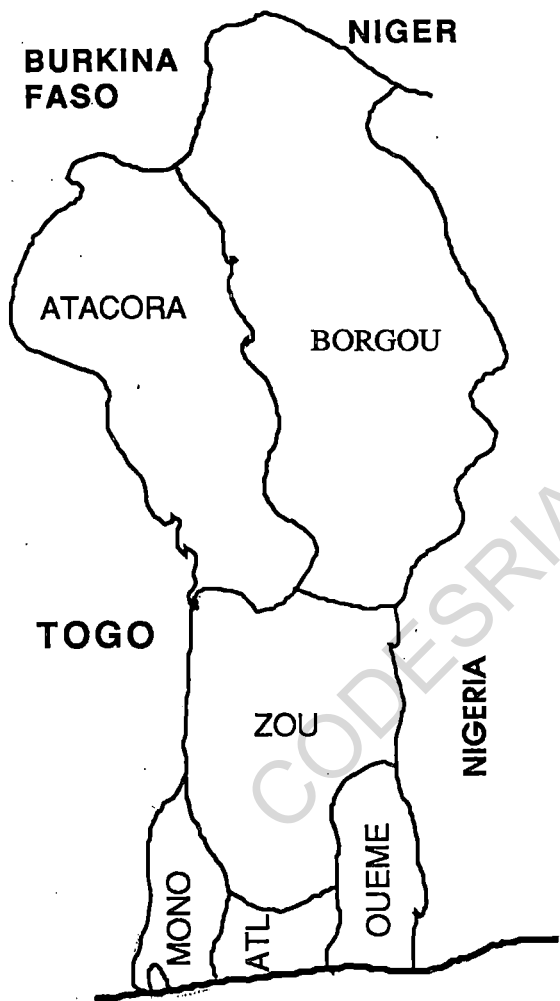 NIGER
BURKINA
FASO
ATACORA
BORGOU
TOGO
ZOU
NIGERIA
MONO
ATL
OUEME
CODESRIA